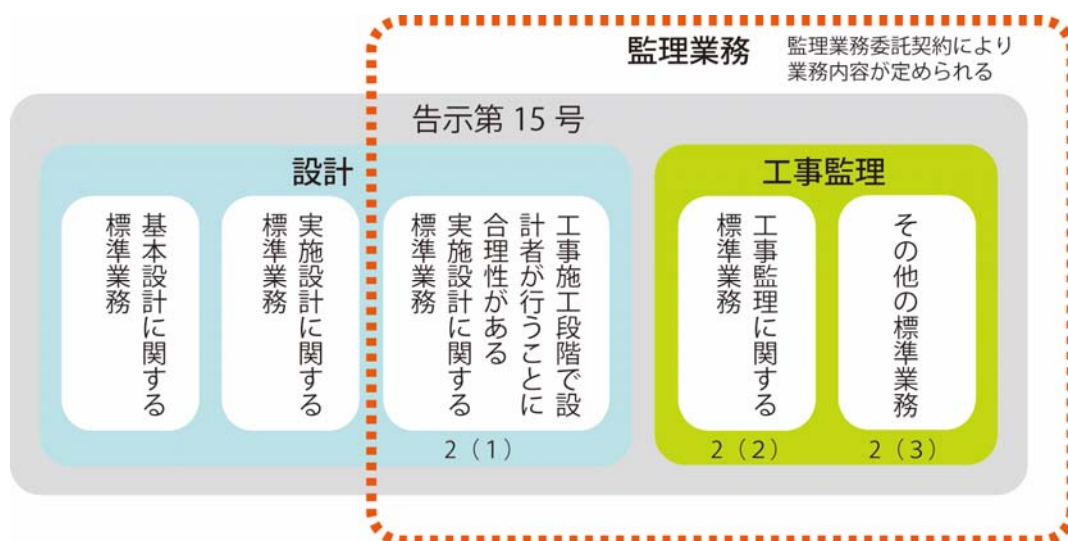 監理業務
監理業務委託契約により
業務内容が定められる
告示第 15 号
設計
基本設計に関する
標準業務
実施設計に関する
標準業務
工事施工段階で設
計者が行うことに
合理性がある
実施設計に関する
標準業務
2（1）
工事監理
工事監理に関する
標準業務
2（2）
その他の標準業務
2（3）